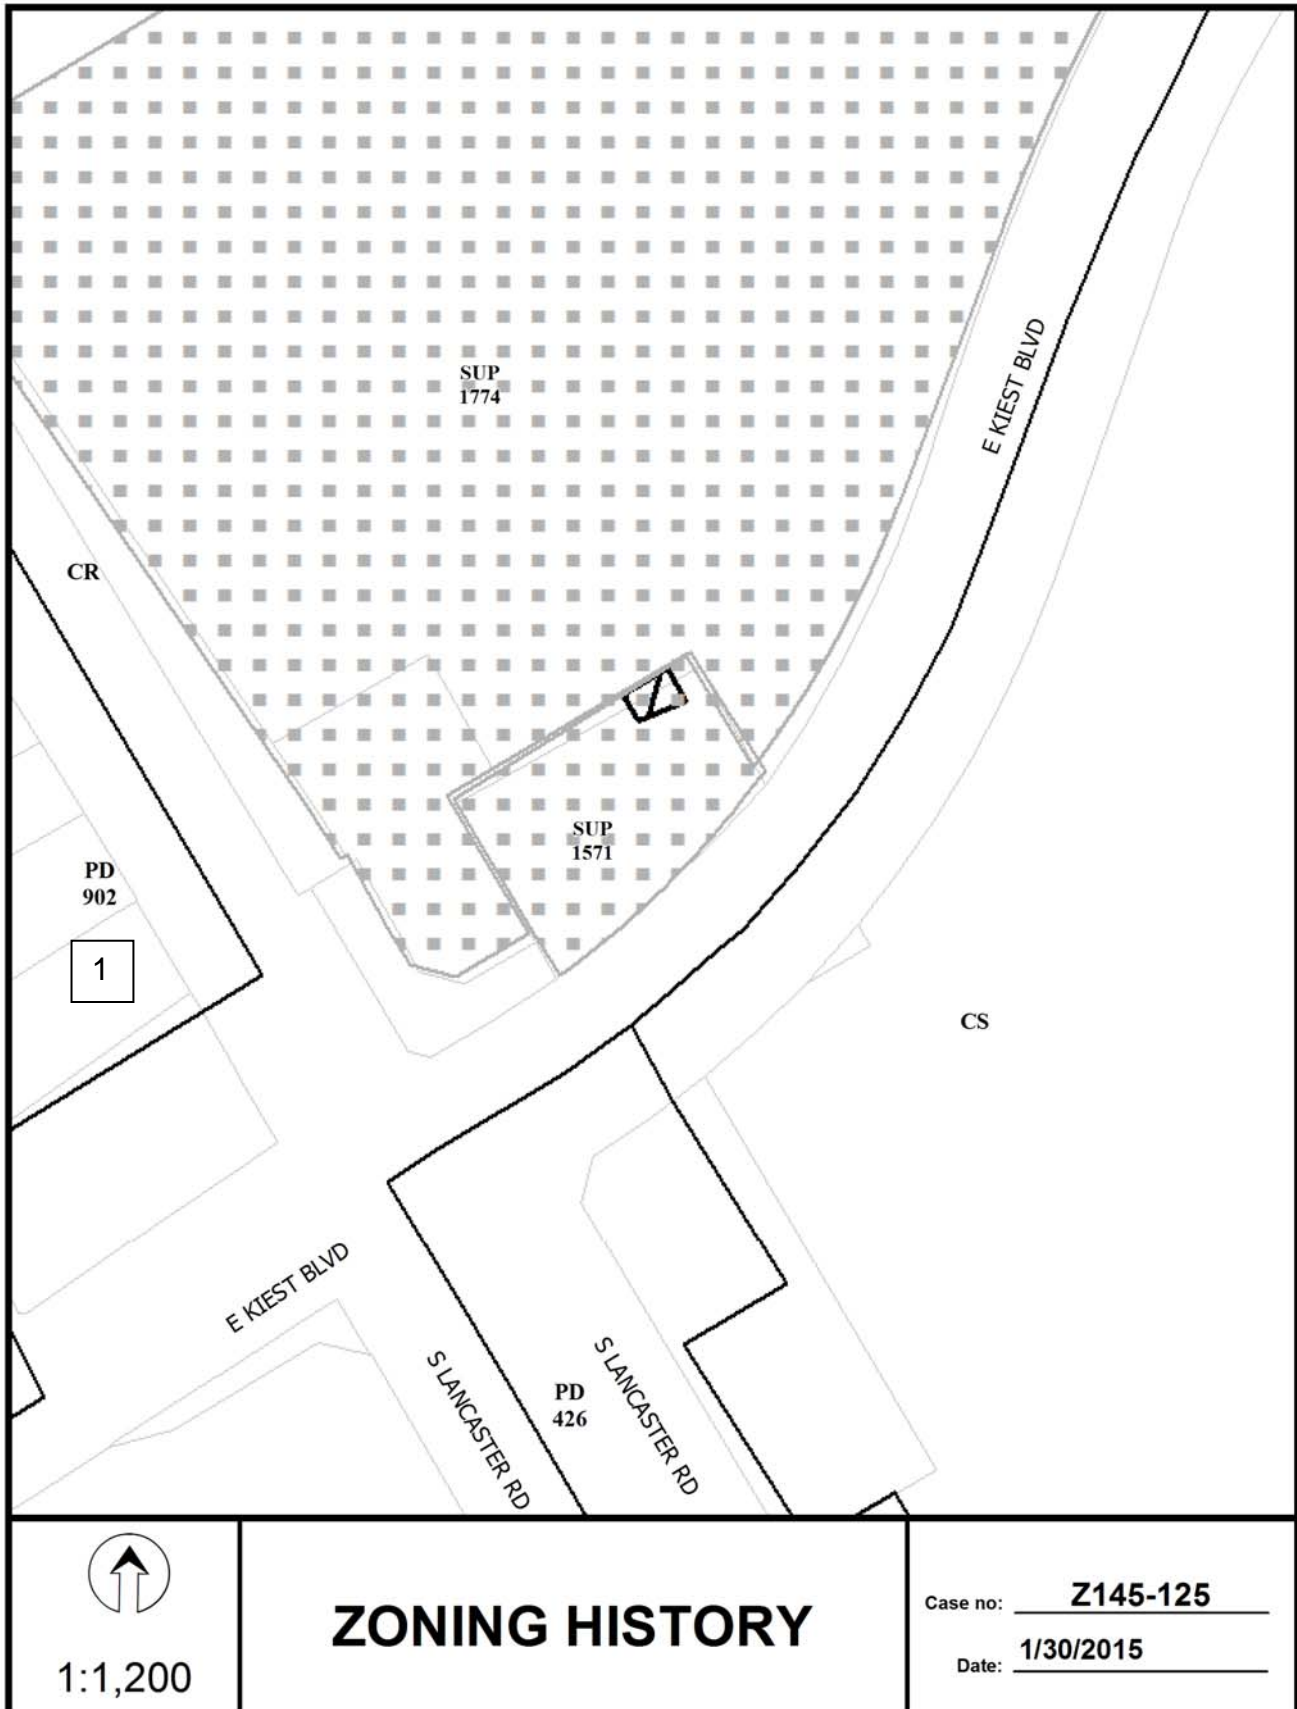 SUP
1774
E KIEST BLVD
CR
SUP
1571
PD
902
1
CS
E KIEST BLVD
S LANCASTER RD
S LANCASTER RD
PD
426
1:1,200
ZONING HISTORY
Case no: Z145-125
Date: 1/30/2015